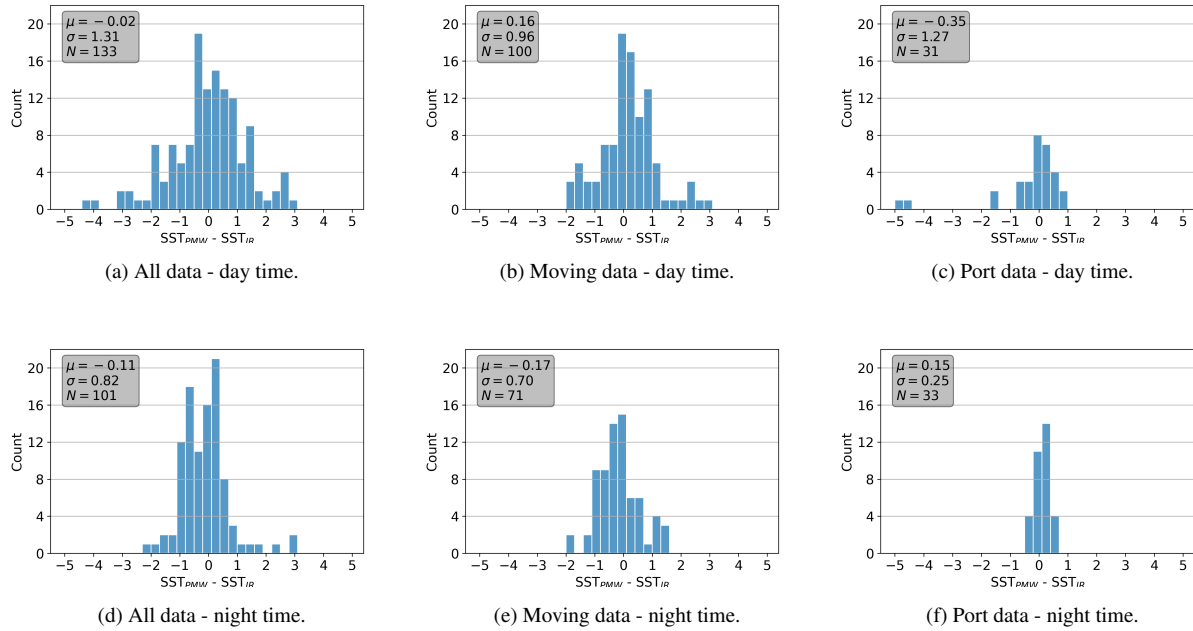 μ = −0.02
σ = 1.31
N = 133
20
16
12
8
4
0
Count
−5 −4 −3 −2 −1 0 1 2 3 4 5
SST_PMW - SST_IR
(a) All data - day time.
μ = 0.16
σ = 0.96
N = 100
20
16
12
8
4
0
Count
−5 −4 −3 −2 −1 0 1 2 3 4 5
SST_PMW - SST_IR
(b) Moving data - day time.
μ = −0.35
σ = 1.27
N = 31
20
16
12
8
4
0
Count
−5 −4 −3 −2 −1 0 1 2 3 4 5
SST_PMW - SST_IR
(c) Port data - day time.
μ = −0.11
σ = 0.82
N = 101
20
16
12
8
4
0
Count
−5 −4 −3 −2 −1 0 1 2 3 4 5
SST_PMW - SST_IR
(d) All data - night time.
μ = −0.17
σ = 0.70
N = 71
20
16
12
8
4
0
Count
−5 −4 −3 −2 −1 0 1 2 3 4 5
SST_PMW - SST_IR
(e) Moving data - night time.
μ = 0.15
σ = 0.25
N = 33
20
16
12
8
4
0
Count
−5 −4 −3 −2 −1 0 1 2 3 4 5
SST_PMW - SST_IR
(f) Port data - night time.